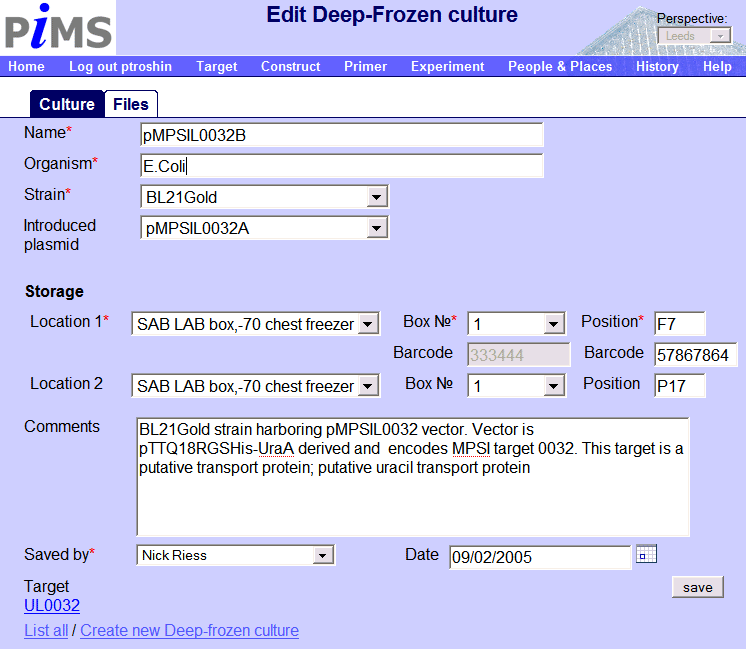 PiMS
Edit Deep-Frozen culture
Perspective:
Leeds
Home Log out ptroshin Target Construct Primer Experiment People & Places History Help
Culture Files
Name* pMPSIL0032B
Organism* E.Coli
Strain* BL21Gold
Introduced plasmid pMPSIL0032A
Storage
Location 1* SAB LAB box,-70 chest freezer Box №* 1 Position* F7
Barcode 333444 Barcode 57867864
Location 2 SAB LAB box,-70 chest freezer Box № 1 Position P17
Comments BL21Gold strain harboring pMPSIL0032 vector. Vector is
pTTQ18RGSHis-UraA derived and encodes MPSI target 0032. This target is a
putative transport protein; putative uracil transport protein
Saved by* Nick Riess Date 09/02/2005
Target save
UL0032
List all / Create new Deep-frozen culture